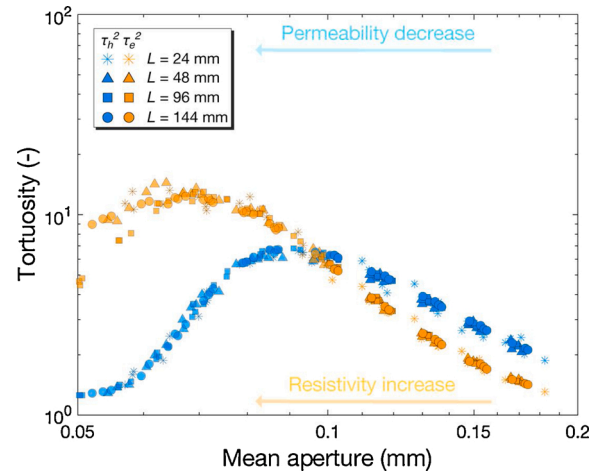 10²
τh² τe²
L = 24 mm
L = 48 mm
L = 96 mm
L = 144 mm
Permeability decrease
Tortuosity (-)
10¹
Resistivity increase
10⁰
0.05
0.1
0.15
0.2
Mean aperture (mm)